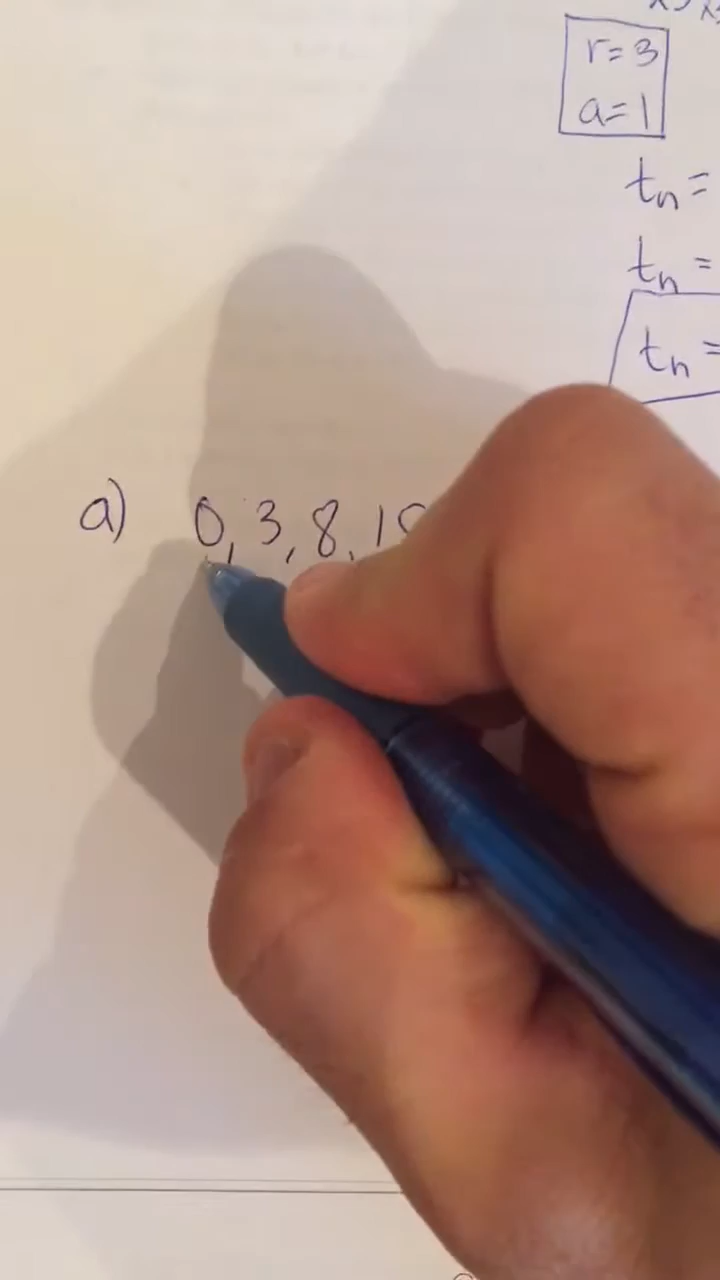 r=3
a=1
tn=
tn=
tn=
a) 0, 3, 8, 15